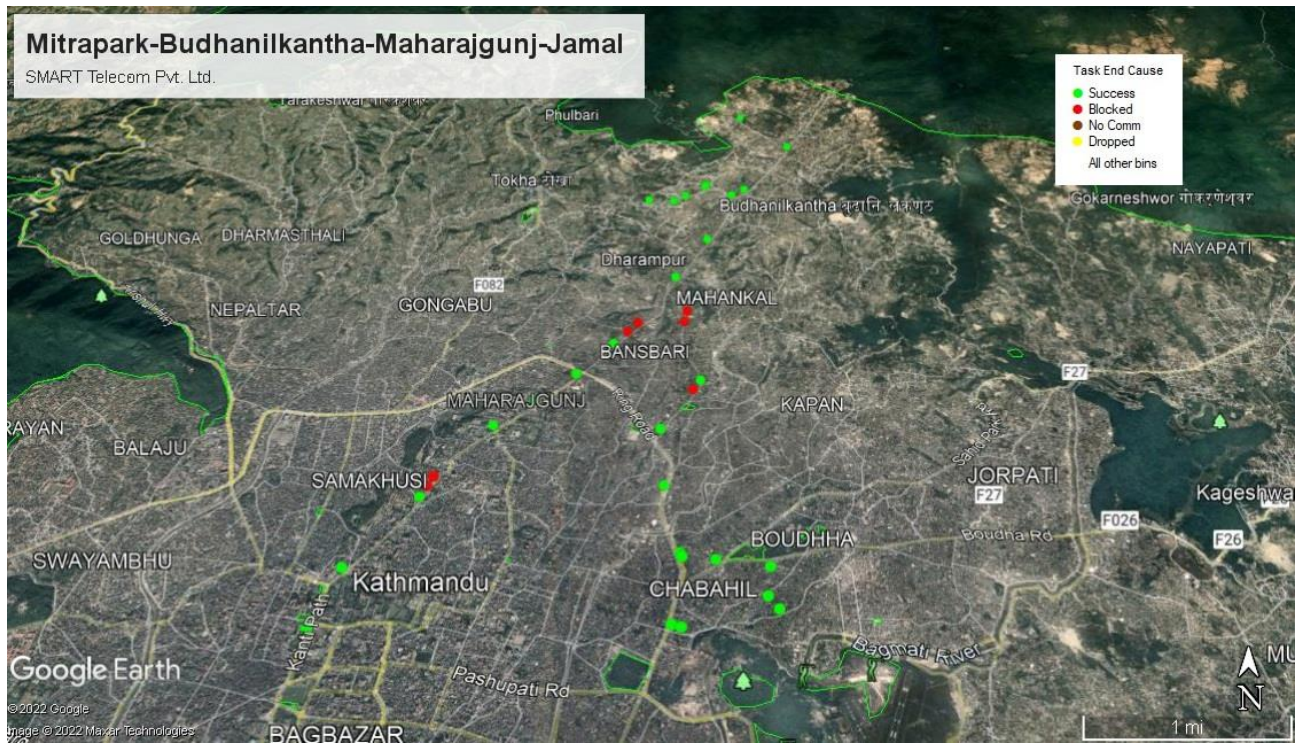 Mitrapark-Budhanilkantha-Maharajgunj-Jamal
SMART Telecom Pvt. Ltd.
Task End Cause
Success
Blocked
No Comm
Dropped
All other bins
Phulbari
Tokha टोखा
Budhanilkantha
Gokarneshwor गोकर्णेश्वर
GOLDHUNGA
DHARMASTHALI
NAYAPATI
Dharampur
F082
MAHANKAL
NEPALTAR
GONGABU
BANSBARI
F27
MAHARAJGUNJ
Ring Road
KAPAN
BALAJU
SAMAKHUSI
JORPATI
F27
Kageshwa
F026
F26
BOUDHHA
Boudha Rd
SWAYAMBHU
Kathmandu
CHABAHIL
Kanti Path
Bagmati River
Google Earth
Pashupati Rd
N
©2022 Google
Image © 2022 Maxar Technologies
BAGBAZAR
1 mi